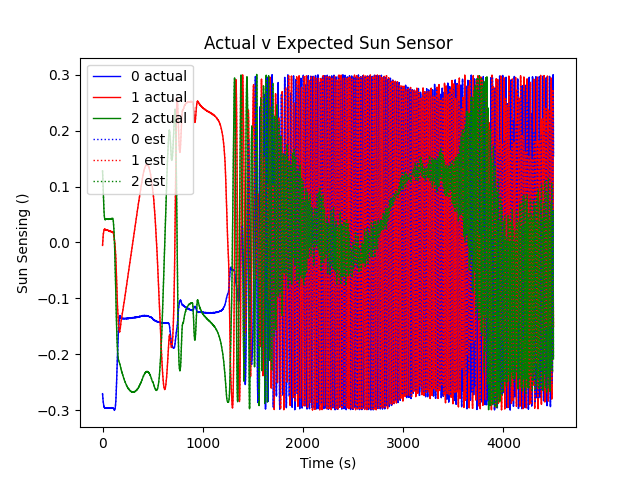 Actual v Expected Sun Sensor
0 actual
1 actual
2 actual
0 est
1 est
2 est
Sun Sensing ()
0.3
0.2
0.1
0.0
−0.1
−0.2
−0.3
0
1000
2000
3000
4000
Time (s)